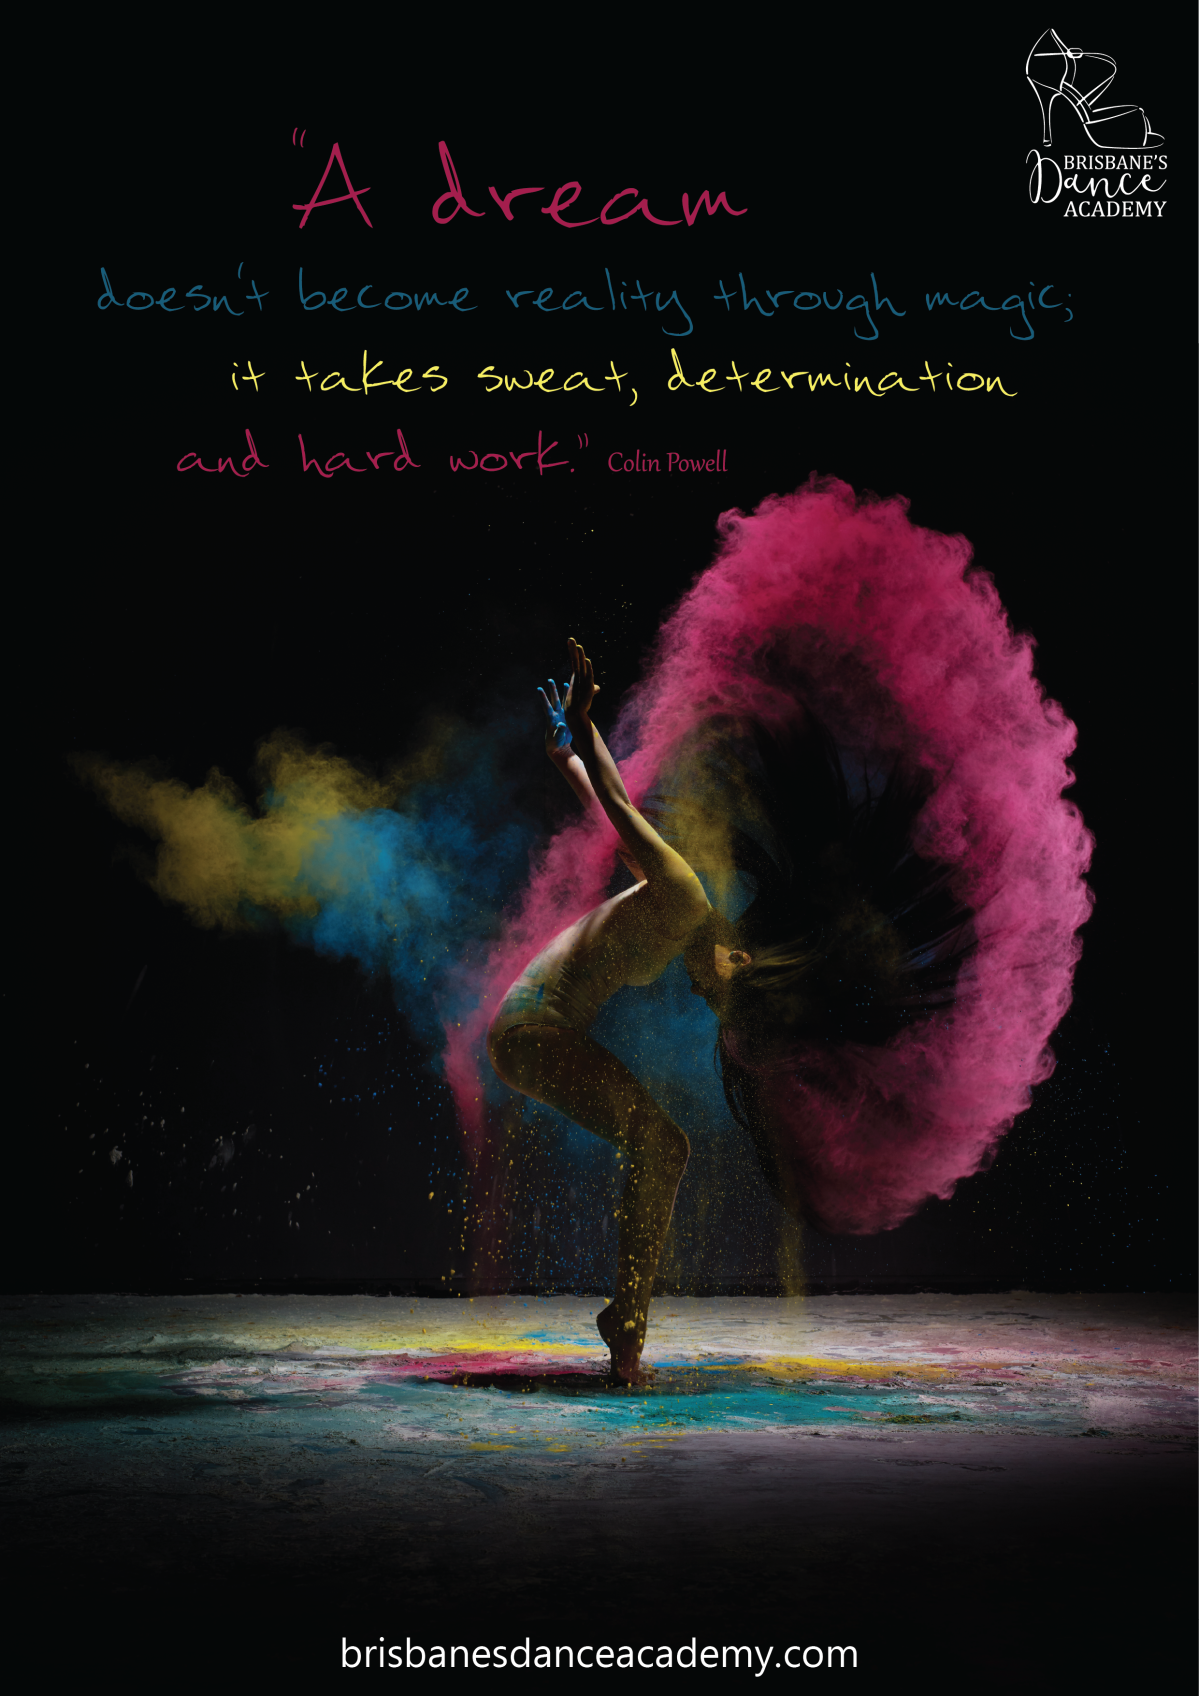 BRISBANE'S
Dance
ACADEMY
"A dream
doesn't become reality through magic;
it takes sweat, determination
and hard work." Colin Powell
brisbanesdanceacademy.com